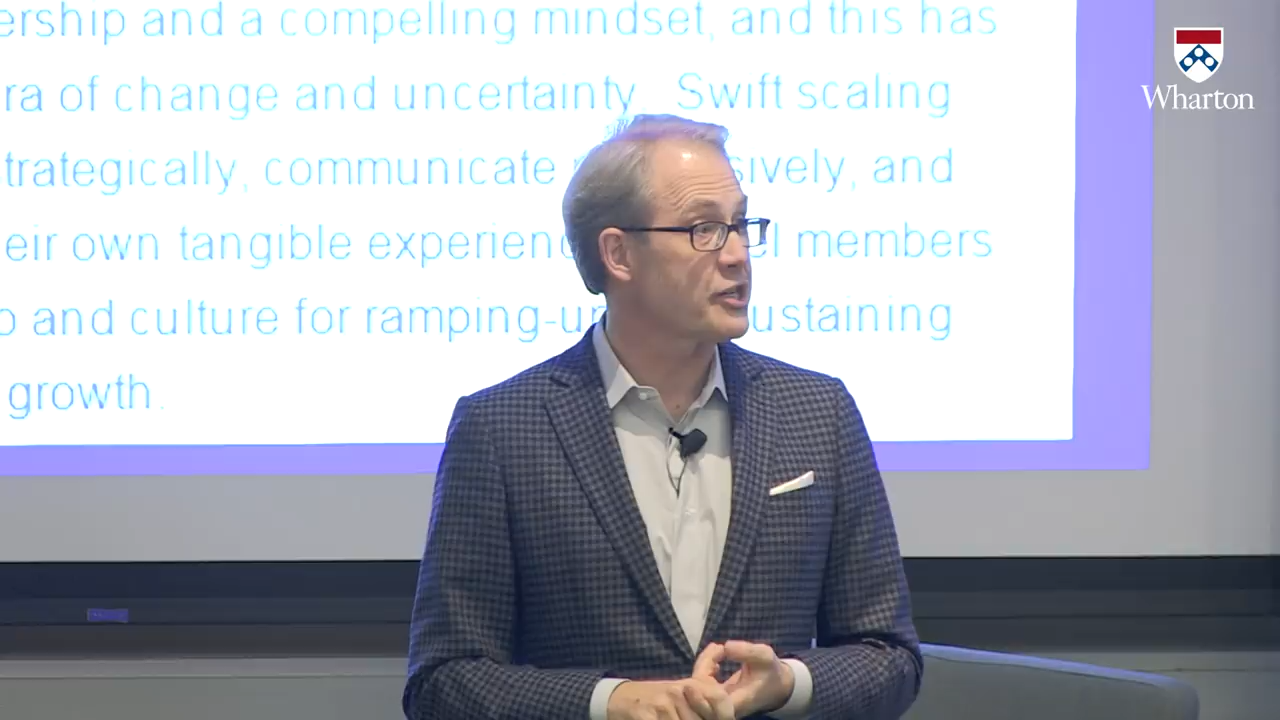 ership and a compelling mindset, and this has
ra of change and uncertainty. Swift scaling
trategically, communicate sively, and
eir own tangible experien l members
o and culture for ramping-up ustaining
growth.
Wharton